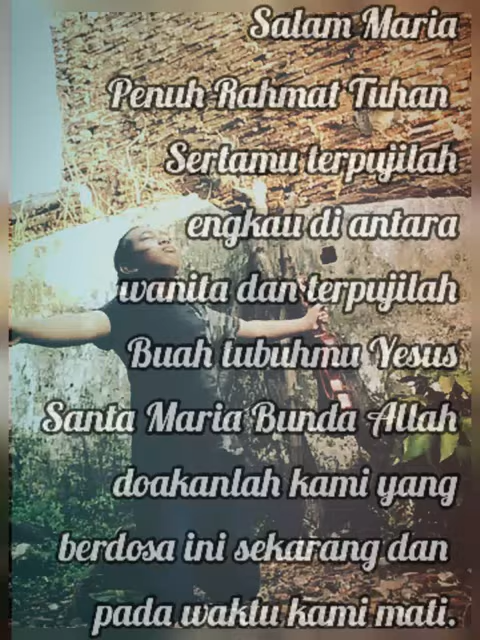 Salam Maria
Penuh Rahmat Tuhan
Sertamu terpujilah
engkau di antara
wanita dan terpujilah
Buah tubuhmu Yesus
Santa Maria Bunda Allah
doakanlah kami yang
berdosa ini sekarang dan
pada waktu kami mati.